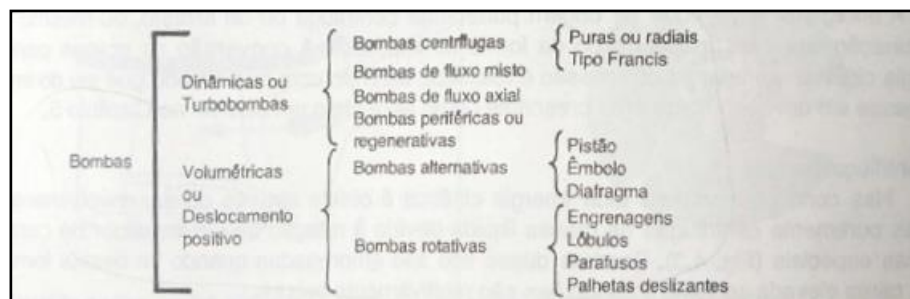 Bombas
Dinâmicas ou
Turbobombas
Bombas centrífugas
Puras ou radiais
Tipo Francis
Bombas de fluxo misto
Bombas de fluxo axial
Bombas periféricas ou
regenerativas
Volumétricas
ou
Deslocamento
positivo
Bombas alternativas
Pistão
Êmbolo
Diafragma
Bombas rotativas
Engrenagens
Lóbulos
Parafusos
Palhetas deslizantes